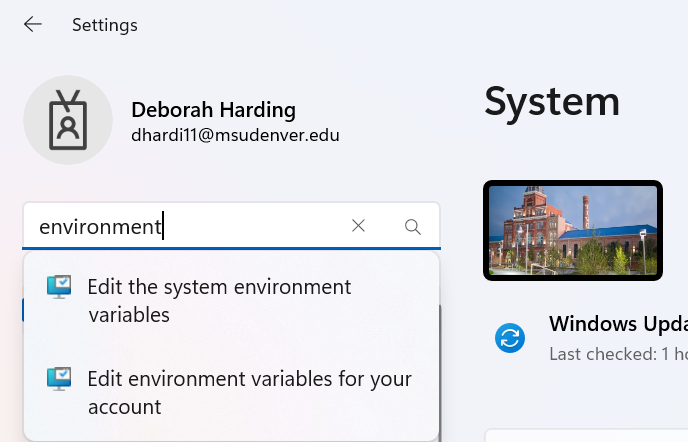 Settings
Deborah Harding
dhardi11@msudenver.edu
environment
Edit the system environment
variables
Edit environment variables for your
account
System
Windows Upda
Last checked: 1 ho